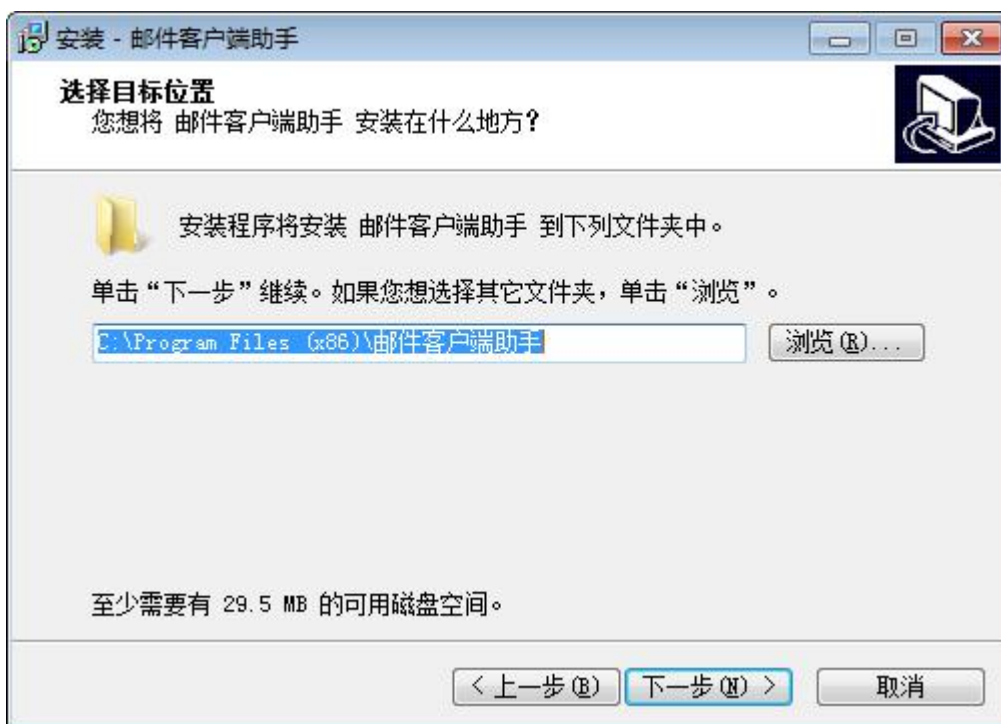 安装 - 邮件客户端助手
选择目标位置
您想将 邮件客户端助手 安装在什么地方?
安装程序将安装 邮件客户端助手 到下列文件夹中。
单击“下一步”继续。如果您想选择其它文件夹，单击“浏览”。
C:\Program Files (x86)\邮件客户端助手
浏览(R)...
至少需要有 29.5 MB 的可用磁盘空间。
< 上一步(B) 下一步(N) > 取消